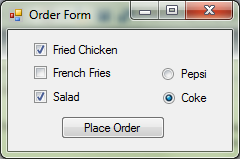 Order Form
Fried Chicken
French Fries
Pepsi
Salad
Coke
Place Order